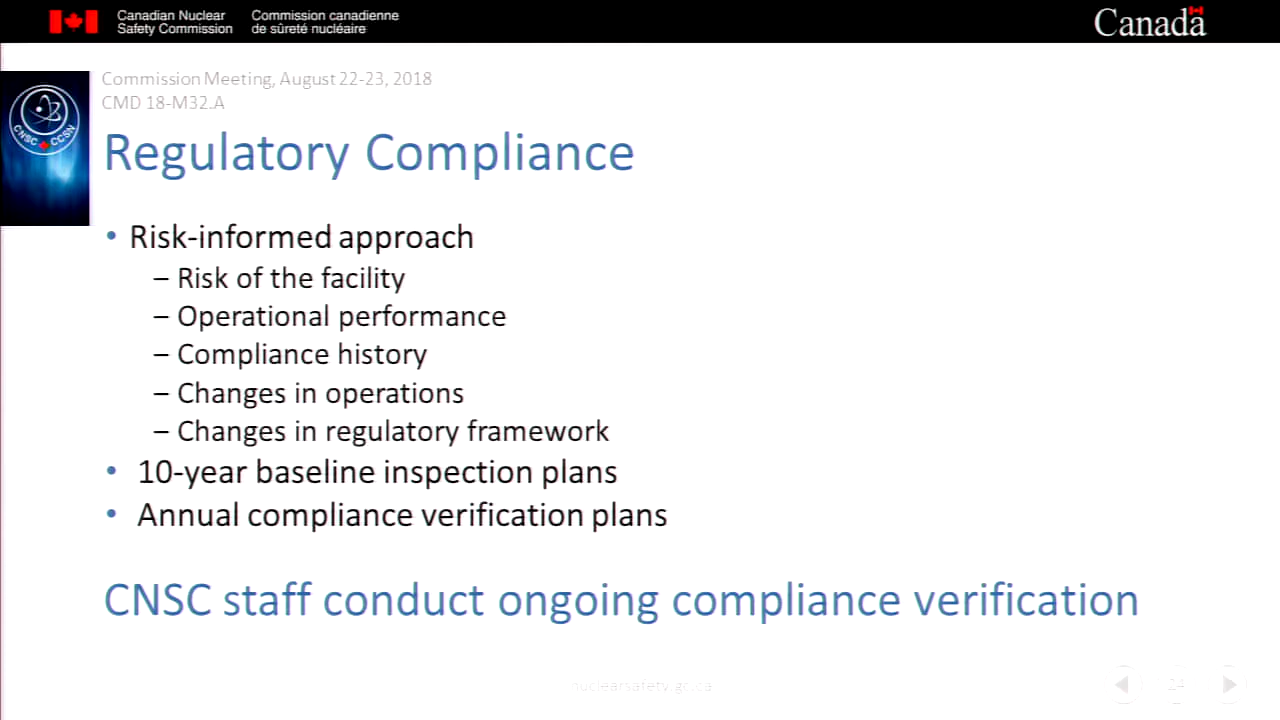 Canadian Nuclear
Safety Commission
Commission canadienne
de sûreté nucléaire
Canada
Commission Meeting, August 22-23, 2018
CMD 18-M32.A
CNSC CCSN
Regulatory Compliance
• Risk-informed approach
– Risk of the facility
– Operational performance
– Compliance history
– Changes in operations
– Changes in regulatory framework
• 10-year baseline inspection plans
• Annual compliance verification plans
CNSC staff conduct ongoing compliance verification
nuclearsafety.gc.ca
24